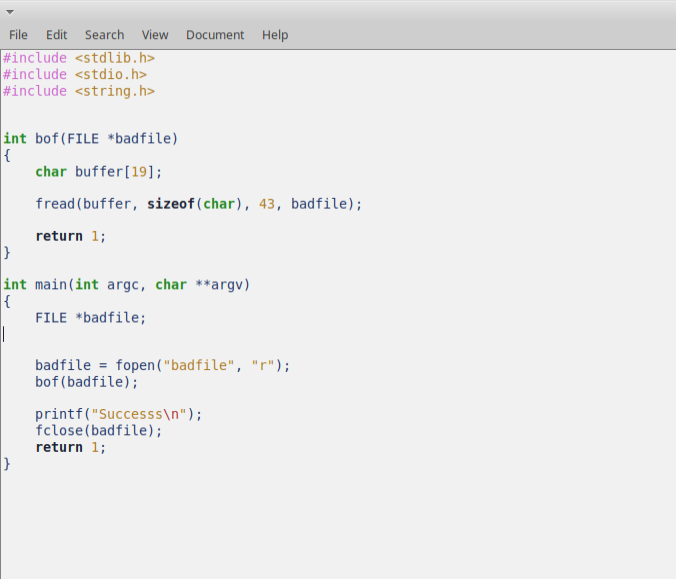 File Edit Search View Document Help
#include <stdlib.h>
#include <stdio.h>
#include <string.h>
int bof(FILE *badfile)
{
    char buffer[19];
    fread(buffer, sizeof(char), 43, badfile);
    return 1;
}
int main(int argc, char **argv)
{
    FILE *badfile;
    badfile = fopen("badfile", "r");
    bof(badfile);
    printf("Successs\n");
    fclose(badfile);
    return 1;
}